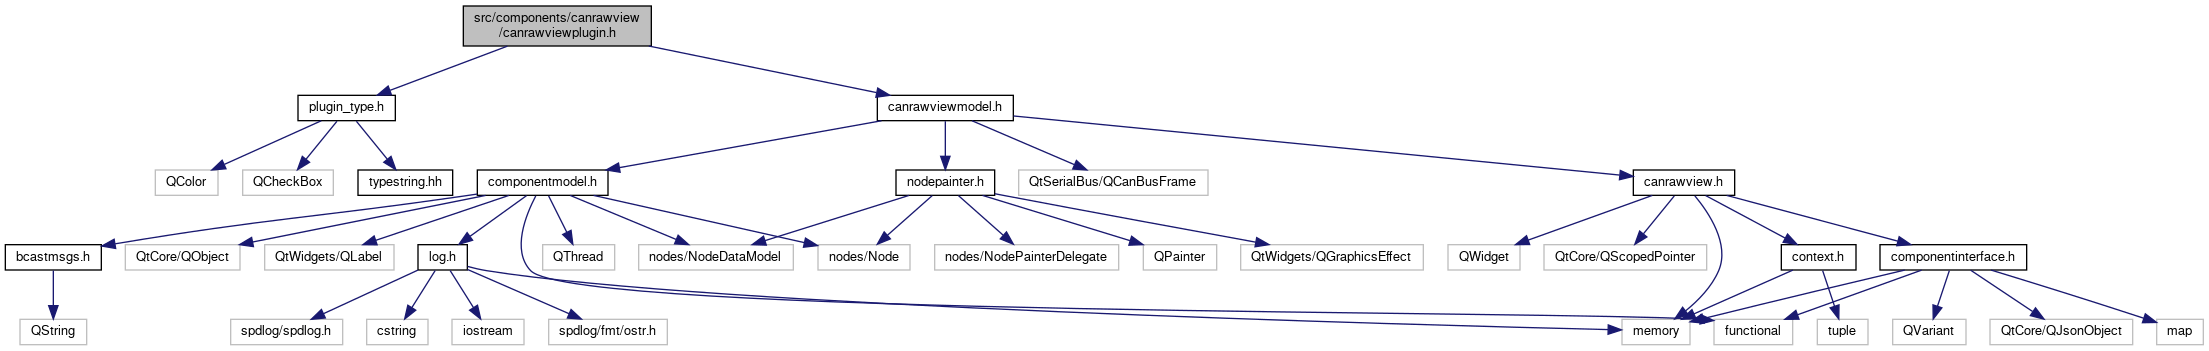 src/components/canrawview
/canrawviewplugin.h
plugin_type.h
canrawviewmodel.h
QColor
QCheckBox
typestring.hh
componentmodel.h
nodepainter.h
QtSerialBus/QCanBusFrame
canrawview.h
bcastmsgs.h
QtCore/QObject
QtWidgets/QLabel
log.h
QThread
nodes/NodeDataModel
nodes/Node
nodes/NodePainterDelegate
QPainter
QtWidgets/QGraphicsEffect
QWidget
QtCore/QScopedPointer
context.h
componentinterface.h
QString
spdlog/spdlog.h
cstring
iostream
spdlog/fmt/ostr.h
memory
functional
tuple
QVariant
QtCore/QJsonObject
map